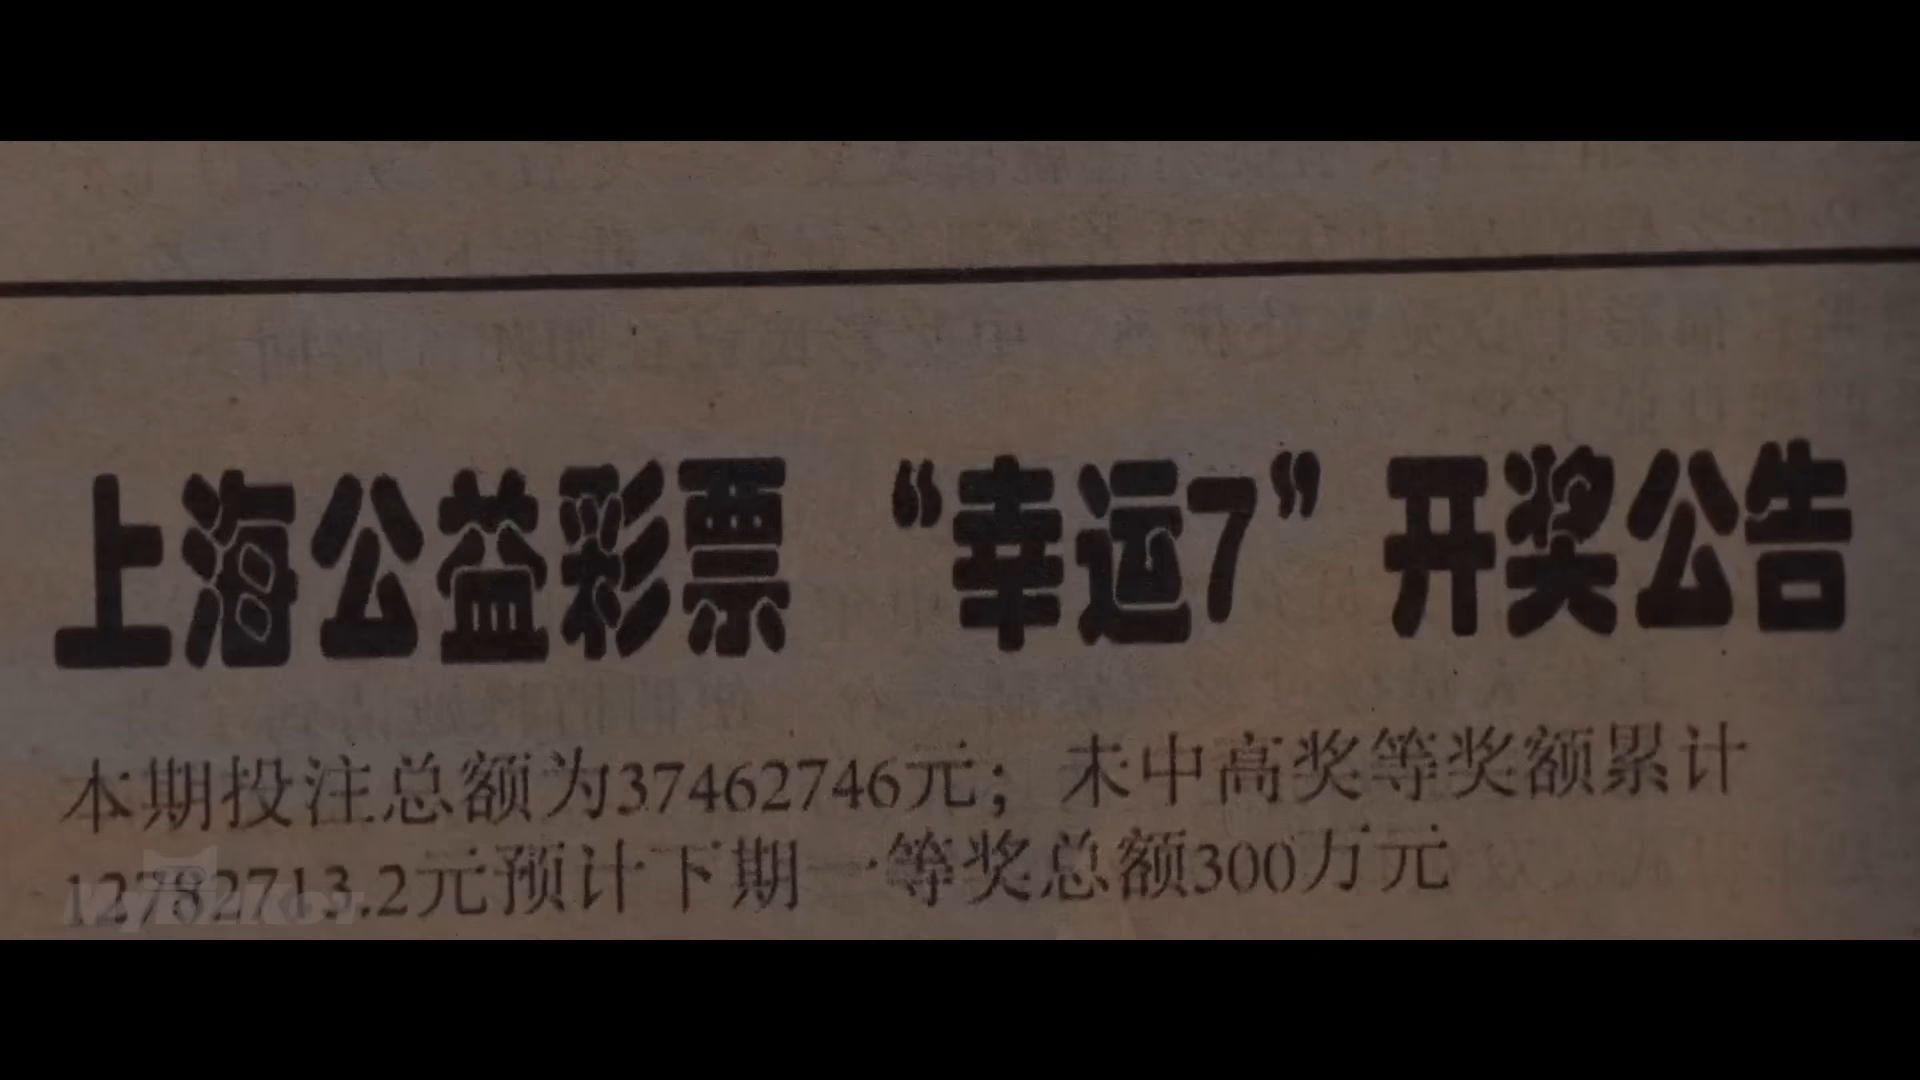 上海公益彩票 “幸运7” 开奖公告
本期投注总额为37462746元；未中高奖等奖额累计
12782713.2元预计下期一等奖总额300万元